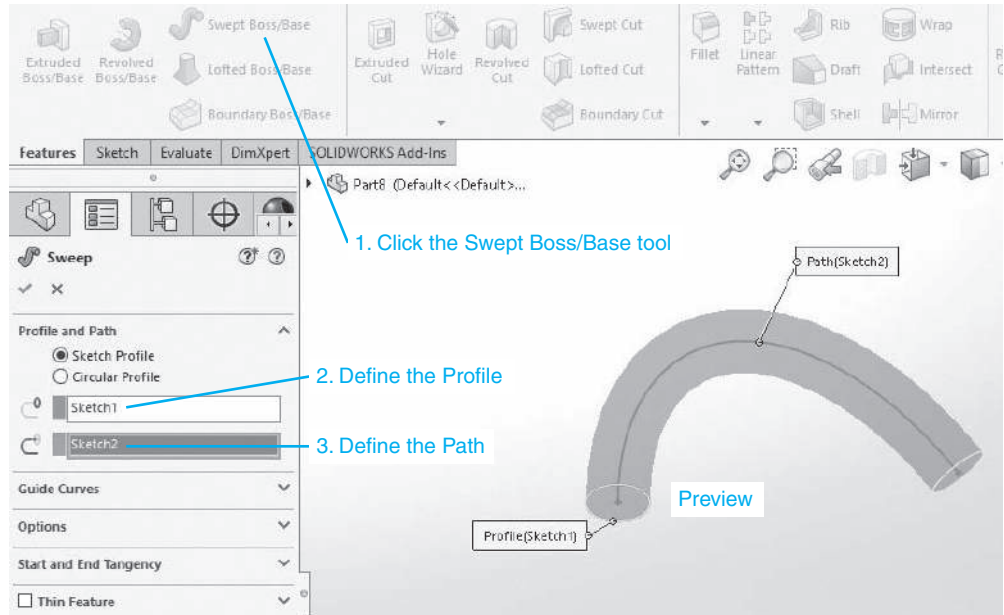 Extruded Boss/Base
Revolved Boss/Base
Swept Boss/Base
Lofted Boss/Base
Boundary Boss/Base
Extruded Cut
Hole Wizard
Revolved Cut
Swept Cut
Lofted Cut
Boundary Cut
Fillet
Linear Pattern
Rib
Draft
Shell
Wrap
Intersect
Mirror
Features Sketch Evaluate DimXpert SOLIDWORKS Add-Ins
Part8 (Default<<Default>...
1. Click the Swept Boss/Base tool
Sweep
Path(Sketch2)
Profile and Path
Sketch Profile
Circular Profile
2. Define the Profile
Sketch1
3. Define the Path
Sketch2
Guide Curves
Preview
Options
Profile(Sketch1)
Start and End Tangency
Thin Feature